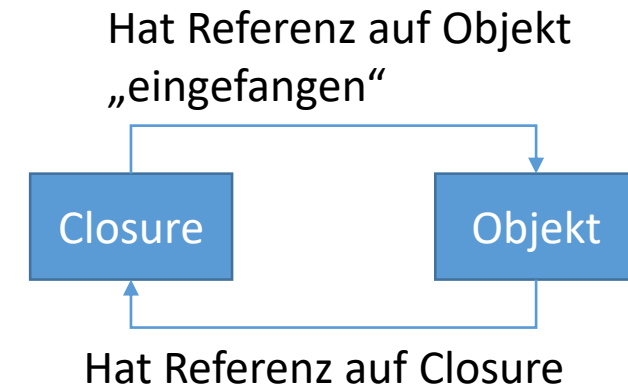 Hat Referenz auf Objekt
„eingefangen“
Closure
Objekt
Hat Referenz auf Closure